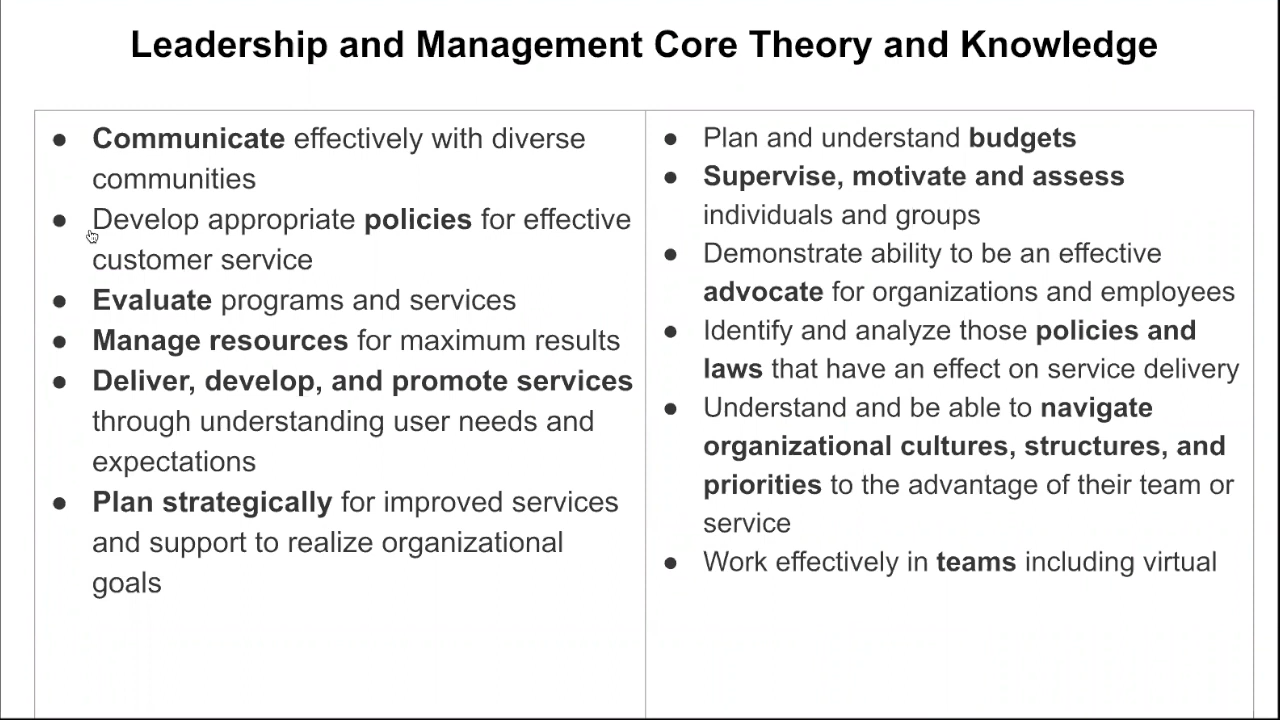 Leadership and Management Core Theory and Knowledge
● Communicate effectively with diverse
communities
● Develop appropriate policies for effective
customer service
● Evaluate programs and services
● Manage resources for maximum results
● Deliver, develop, and promote services
through understanding user needs and
expectations
● Plan strategically for improved services
and support to realize organizational
goals
● Plan and understand budgets
● Supervise, motivate and assess
individuals and groups
● Demonstrate ability to be an effective
advocate for organizations and employees
● Identify and analyze those policies and
laws that have an effect on service delivery
● Understand and be able to navigate
organizational cultures, structures, and
priorities to the advantage of their team or
service
● Work effectively in teams including virtual